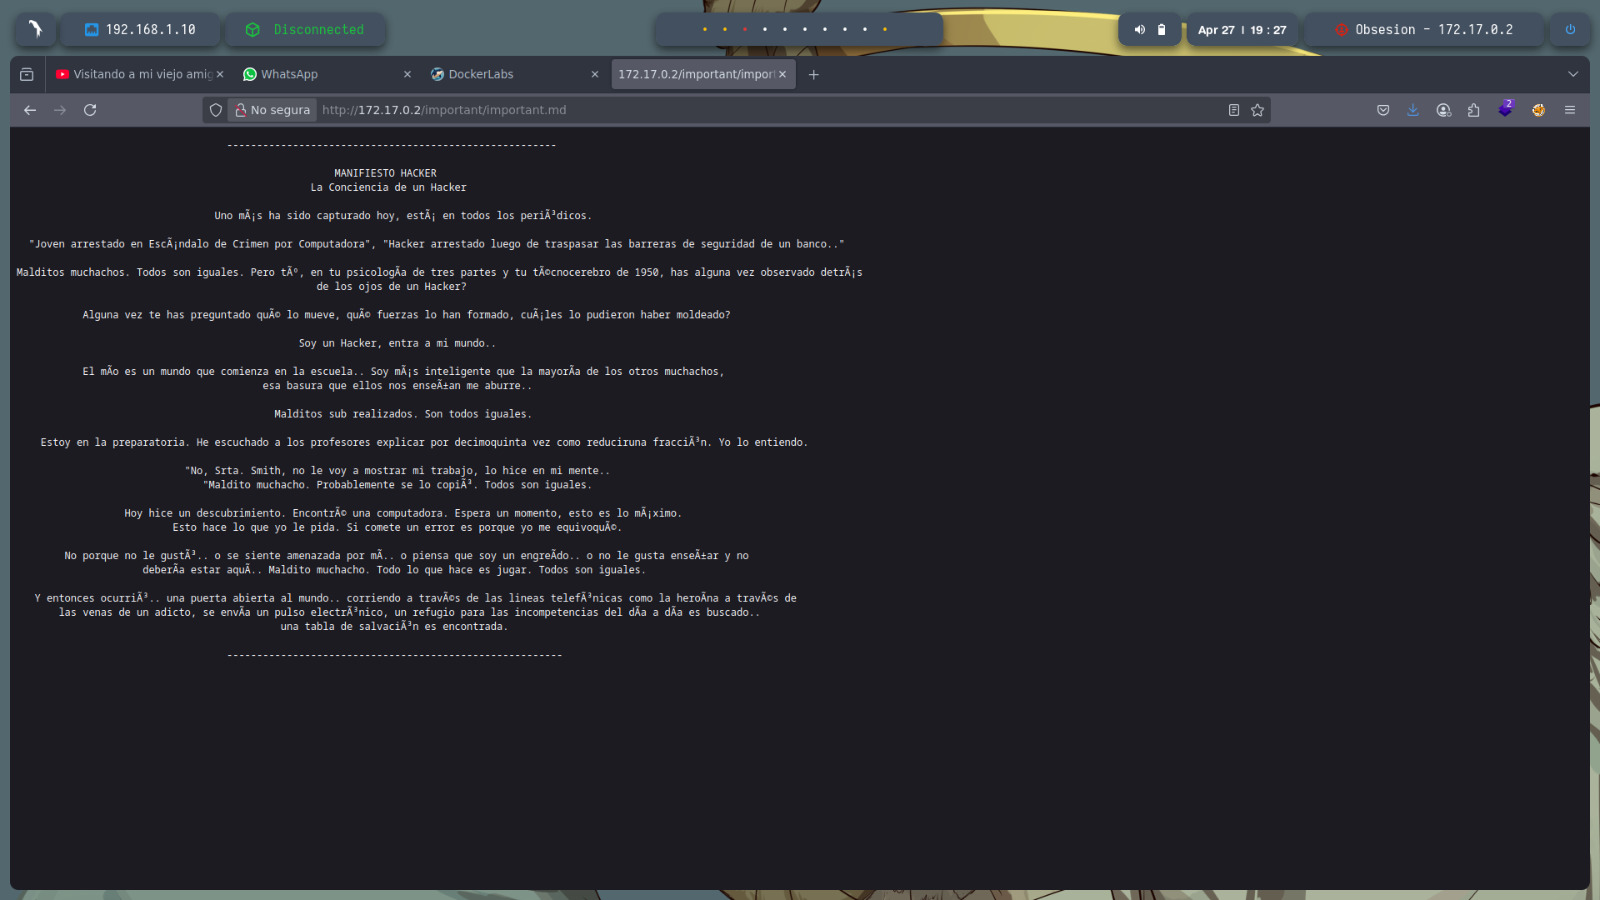 192.168.1.10
Disconnected
Apr 27 | 19 : 27
Obsesion - 172.17.0.2
Visitando a mi viejo amig
WhatsApp
DockerLabs
172.17.0.2/important/impor
No segura
http://172.17.0.2/important/important.md
2
-------------------------------------------------------
MANIFIESTO HACKER
La Conciencia de un Hacker
Uno mÃ¡s ha sido capturado hoy, estÃ¡ en todos los periÃ³dicos.
"Joven arrestado en EscÃ¡ndalo de Crimen por Computadora", "Hacker arrestado luego de traspasar las barreras de seguridad de un banco.."
Malditos muchachos. Todos son iguales. Pero tÃº, en tu psicologÃ­a de tres partes y tu tÃ©cnocerebro de 1950, has alguna vez observado detrÃ¡s
de los ojos de un Hacker?
Alguna vez te has preguntado quÃ© lo mueve, quÃ© fuerzas lo han formado, cuÃ¡les lo pudieron haber moldeado?
Soy un Hacker, entra a mi mundo..
El mÃ­o es un mundo que comienza en la escuela.. Soy mÃ¡s inteligente que la mayorÃ­a de los otros muchachos,
esa basura que ellos nos enseÃ±an me aburre..
Malditos sub realizados. Son todos iguales.
Estoy en la preparatoria. He escuchado a los profesores explicar por decimoquinta vez como reduciruna fracciÃ³n. Yo lo entiendo.
"No, Srta. Smith, no le voy a mostrar mi trabajo, lo hice en mi mente..
"Maldito muchacho. Probablemente se lo copiÃ³. Todos son iguales.
Hoy hice un descubrimiento. EncontrÃ© una computadora. Espera un momento, esto es lo mÃ¡ximo.
Esto hace lo que yo le pida. Si comete un error es porque yo me equivoquÃ©.
No porque no le gustÃ³.. o se siente amenazada por mÃ­.. o piensa que soy un engreÃ­do.. o no le gusta enseÃ±ar y no
deberÃ­a estar aquÃ­.. Maldito muchacho. Todo lo que hace es jugar. Todos son iguales.
Y entonces ocurriÃ³.. una puerta abierta al mundo.. corriendo a travÃ©s de las lineas telefÃ³nicas como la heroÃ­na a travÃ©s de
las venas de un adicto, se envÃ­a un pulso electrÃ³nico, un refugio para las incompetencias del dÃ­a a dÃ­a es buscado..
una tabla de salvaciÃ³n es encontrada.
--------------------------------------------------------